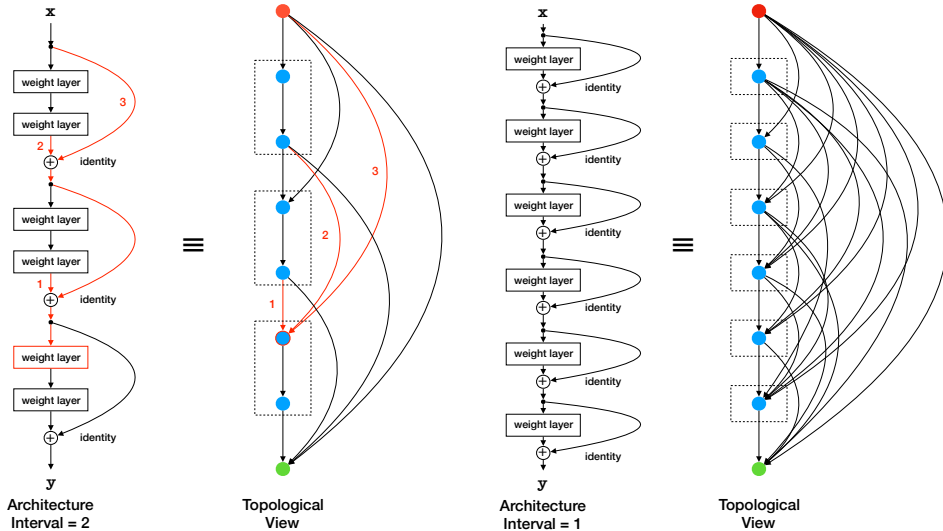 x
weight layer
3
weight layer
2
identity
weight layer
weight layer
1
identity
weight layer
weight layer
identity
y
Architecture
Interval = 2
≡
3
2
1
Topological
View
x
weight layer
identity
weight layer
identity
weight layer
identity
weight layer
identity
weight layer
identity
weight layer
identity
y
Architecture
Interval = 1
≡
Topological
View